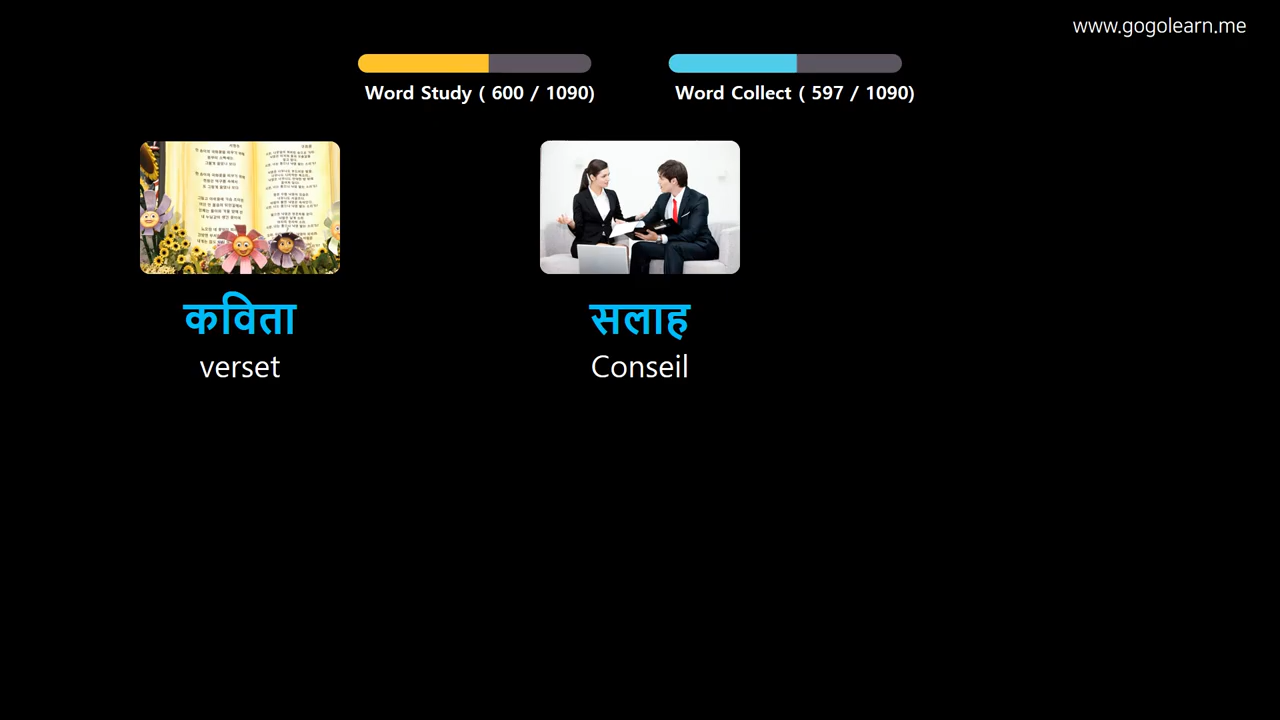 www.gogolearn.me
Word Study ( 600 / 1090)
Word Collect ( 597 / 1090)
कविता
verset
सलाह
Conseil